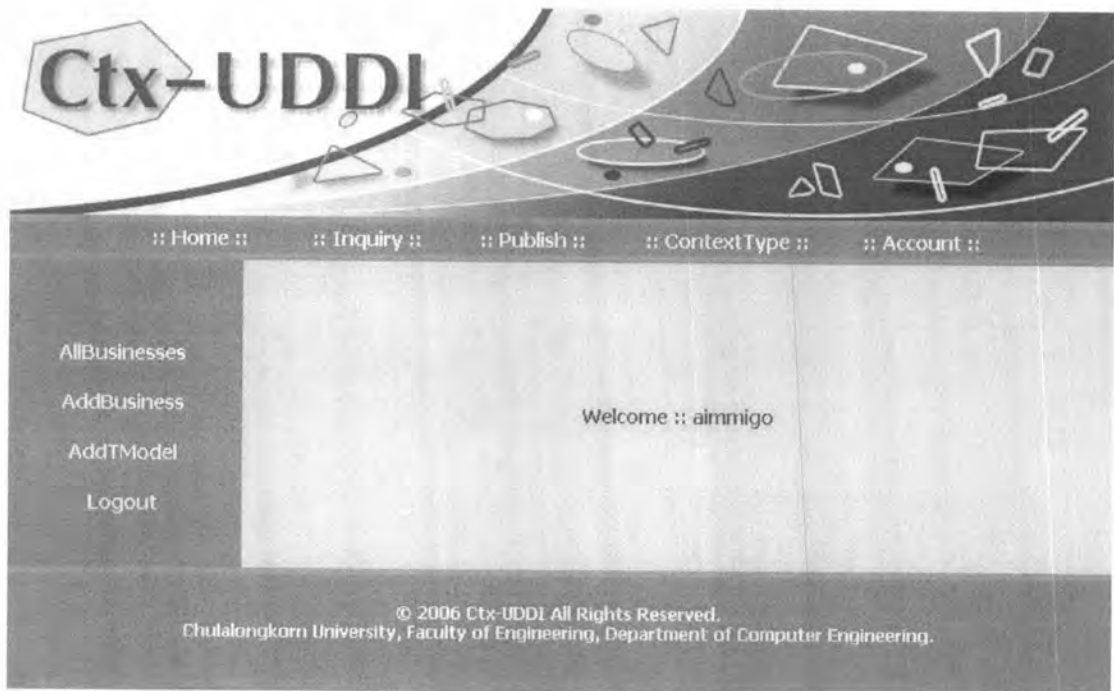 Ctx-UDDI
:: Home :: :: Inquiry :: :: Publish :: :: ContextType :: :: Account ::
AllBusinesses
AddBusiness
AddTModel
Logout
Welcome :: aimmigo
© 2006 Ctx-UDDI All Rights Reserved.
Chulalongkorn University, Faculty of Engineering, Department of Computer Engineering.